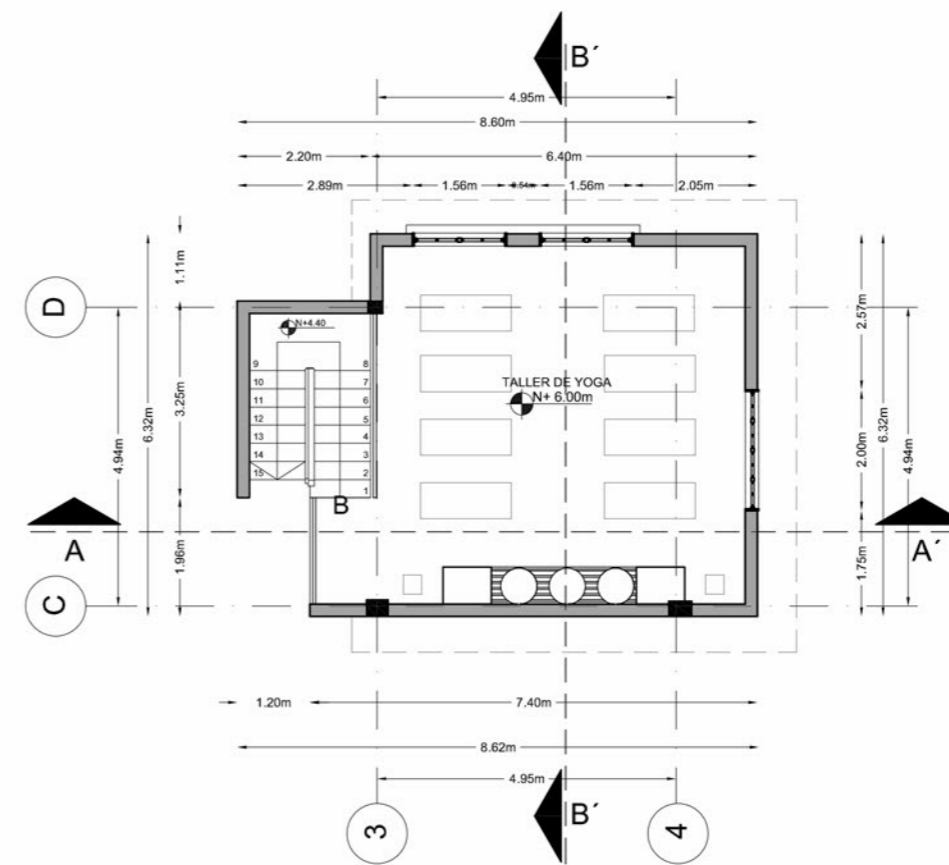 B´
4.95m
8.60m
2.20m
6.40m
2.89m
1.56m
0.54m
1.56m
2.05m
1.11m
D
N+4.40
2.57m
9
8
10
7
11
6
12
5
13
4
14
3
15
2
1
B
TALLER DE YOGA
N+ 6.00m
3.25m
6.32m
4.94m
2.00m
6.32m
4.94m
A
A´
1.96m
1.75m
C
1.20m
7.40m
8.62m
4.95m
B´
3
4